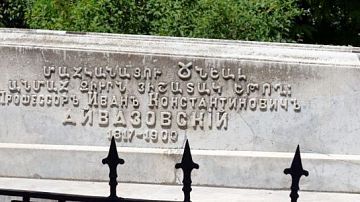 ՄԱՀԿԱՆԱՑՈՒ ԾՆԵԱԼ
ԱՆՄԱՀ ԶԻՒՐՆ ՅԻՇԱՏԱԿ ԵԹՈՂ
ПРОФЕССОРЪ ИВАНЪ КОНСТАНТИНОВИЧЪ
АЙВАЗОВСКІЙ
1817-1900